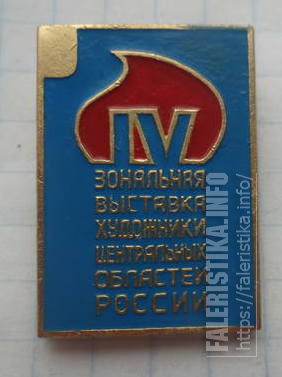 IV
ЗОНАЛЬНАЯ
ВЫСТАВКА
ХУДОЖНИКИ
ЦЕНТРАЛЬНЫХ
ОБЛАСТЕЙ
РОССИИ
FALERISTIKA.INFO
https://faleristika.info/